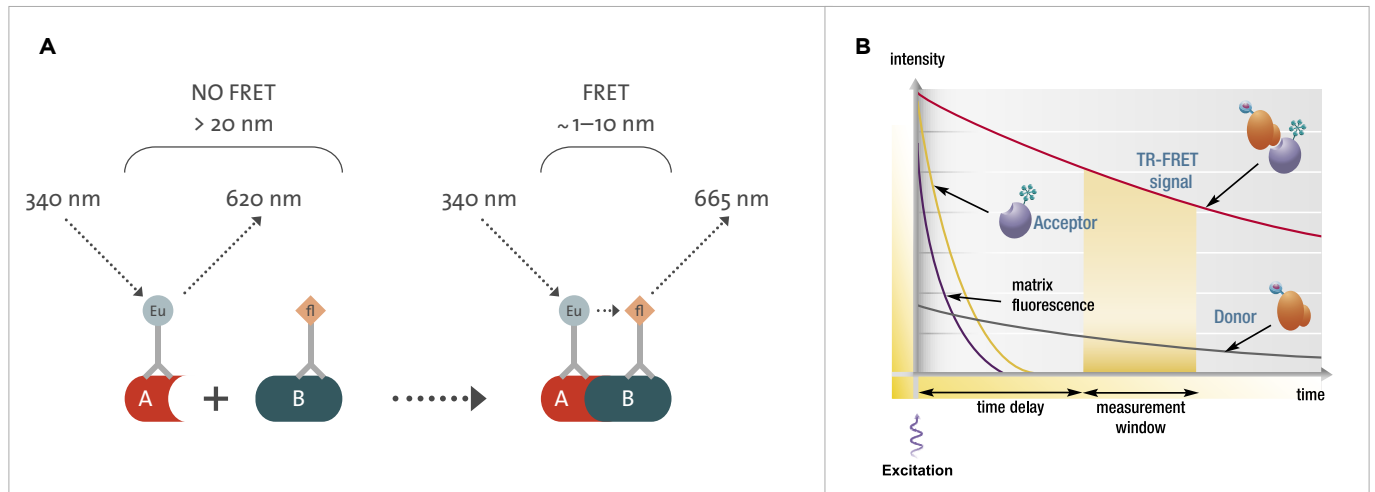 A
NO FRET
> 20 nm
FRET
~1–10 nm
340 nm
620 nm
340 nm
665 nm
Eu
fl
Eu
fl
A
+
B
A
B
B
intensity
TR-FRET
signal
Acceptor
matrix
fluorescence
Donor
time delay
measurement
window
time
Excitation